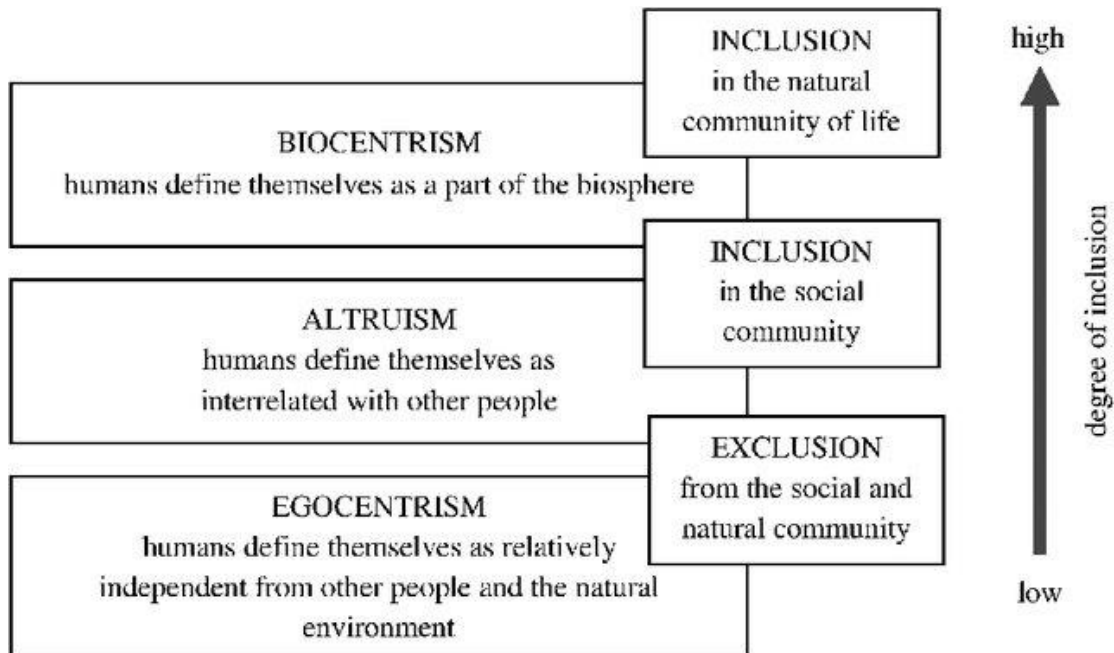 INCLUSION
in the natural
community of life
BIOCENTRISM
humans define themselves as a part of the biosphere
INCLUSION
in the social
community
ALTRUISM
humans define themselves as
interrelated with other people
EXCLUSION
from the social and
natural community
EGOCENTRISM
humans define themselves as relatively
independent from other people and the natural
environment
high
degree of inclusion
low